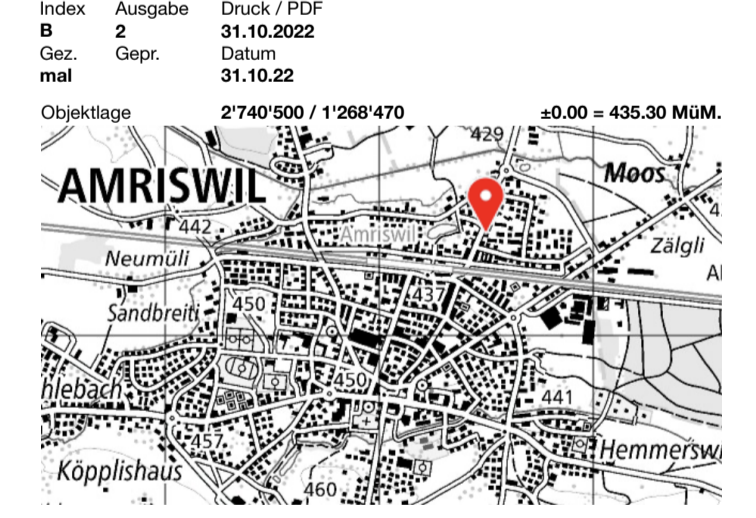 Index Ausgabe Druck / PDF
B 2 31.10.2022
Gez. Gepr. Datum
mal 31.10.22
Objektlage 2'740'500 / 1'268'470 ±0.00 = 435.30 MüM.
429
Moos
AMRISWIL
442
Amriswil
Zälgli
Neumüli
437
450
Sandbreiti
450
hlebach
441
457
Hemmersw
Köpplishaus
460